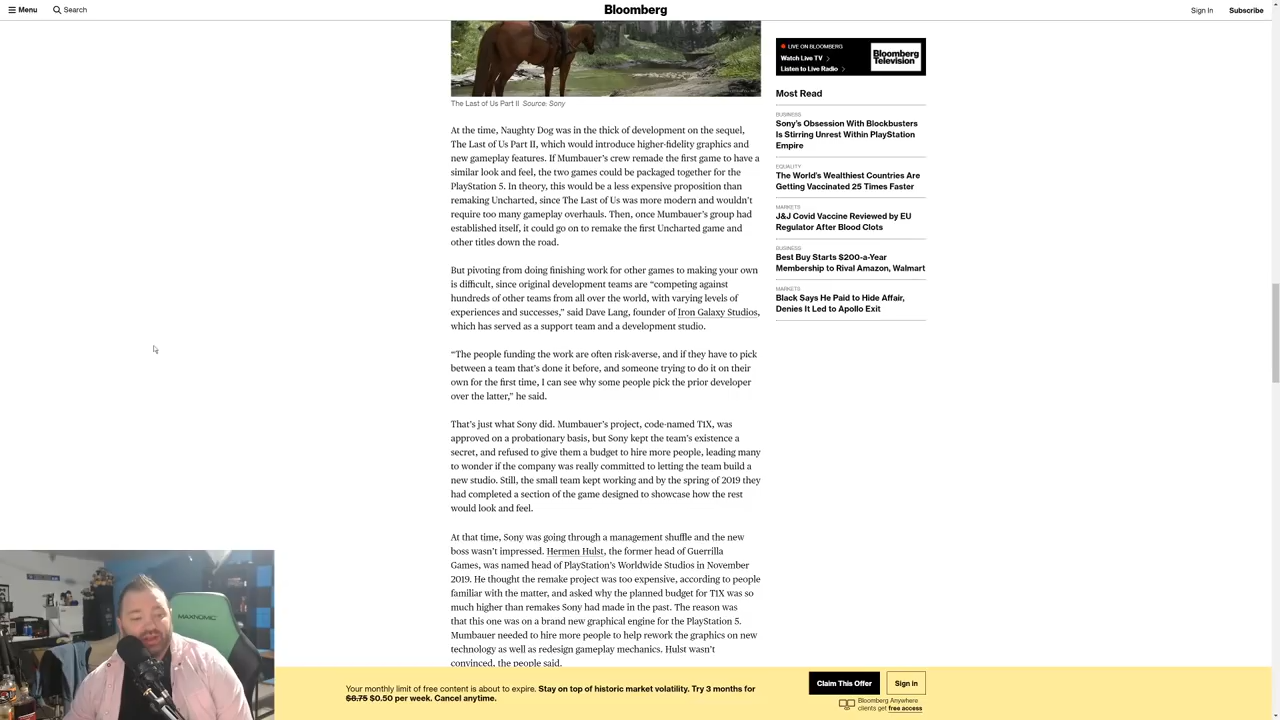 Menu
Search
Bloomberg
Sign In
Subscribe
The Last of Us Part II Source: Sony
At the time, Naughty Dog was in the thick of development on the sequel,
The Last of Us Part II, which would introduce higher-fidelity graphics and
new gameplay features. If Mumbauer’s crew remade the first game to have a
similar look and feel, the two games could be packaged together for the
PlayStation 5. In theory, this would be a less expensive proposition than
remaking Uncharted, since The Last of Us was more modern and wouldn’t
require too many gameplay overhauls. Then, once Mumbauer’s group had
established itself, it could go on to remake the first Uncharted game and
other titles down the road.
But pivoting from doing finishing work for other games to making your own
is difficult, since original development teams are “competing against
hundreds of other teams from all over the world, with varying levels of
experiences and successes,” said Dave Lang, founder of Iron Galaxy Studios,
which has served as a support team and a development studio.
“The people funding the work are often risk-averse, and if they have to pick
between a team that’s done it before, and someone trying to do it on their
own for the first time, I can see why some people pick the prior developer
over the latter,” he said.
That’s just what Sony did. Mumbauer’s project, code-named T1X, was
approved on a probationary basis, but Sony kept the team’s existence a
secret, and refused to give them a budget to hire more people, leading many
to wonder if the company was really committed to letting the team build a
new studio. Still, the small team kept working and by the spring of 2019 they
had completed a section of the game designed to showcase how the rest
would look and feel.
At that time, Sony was going through a management shuffle and the new
boss wasn’t impressed. Hermen Hulst, the former head of Guerrilla
Games, was named head of PlayStation’s Worldwide Studios in November
2019. He thought the remake project was too expensive, according to people
familiar with the matter, and asked why the planned budget for T1X was so
much higher than remakes Sony had made in the past. The reason was
that this one was on a brand new graphical engine for the PlayStation 5.
Mumbauer needed to hire more people to help rework the graphics on new
technology as well as redesign gameplay mechanics. Hulst wasn’t
convinced, the people said.
LIVE ON BLOOMBERG
Watch Live TV
Listen to Live Radio
Bloomberg
Television
Most Read
BUSINESS
Sony’s Obsession With Blockbusters
Is Stirring Unrest Within PlayStation
Empire
EQUALITY
The World’s Wealthiest Countries Are
Getting Vaccinated 25 Times Faster
MARKETS
J&J Covid Vaccine Reviewed by EU
Regulator After Blood Clots
BUSINESS
Best Buy Starts $200-a-Year
Membership to Rival Amazon, Walmart
MARKETS
Black Says He Paid to Hide Affair,
Denies It Led to Apollo Exit
MAXNOMIC
Your monthly limit of free content is about to expire. Stay on top of historic market volatility. Try 3 months for
$8.75 $0.50 per week. Cancel anytime.
Claim This Offer
Sign In
Bloomberg Anywhere
clients get free access